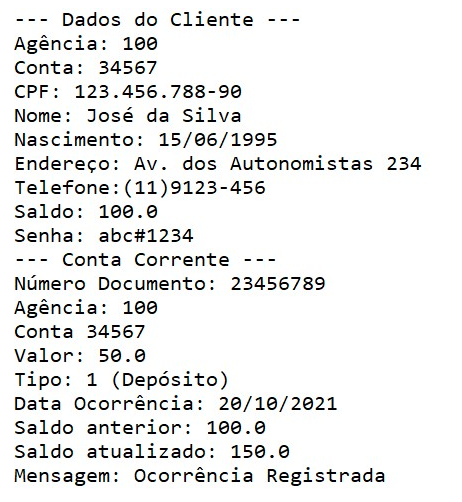 --- Dados do Cliente ---
Agência: 100
Conta: 34567
CPF: 123.456.788-90
Nome: José da Silva
Nascimento: 15/06/1995
Endereço: Av. dos Autonomistas 234
Telefone:(11)9123-456
Saldo: 100.0
Senha: abc#1234
--- Conta Corrente ---
Número Documento: 23456789
Agência: 100
Conta 34567
Valor: 50.0
Tipo: 1 (Depósito)
Data Ocorrência: 20/10/2021
Saldo anterior: 100.0
Saldo atualizado: 150.0
Mensagem: Ocorrência Registrada